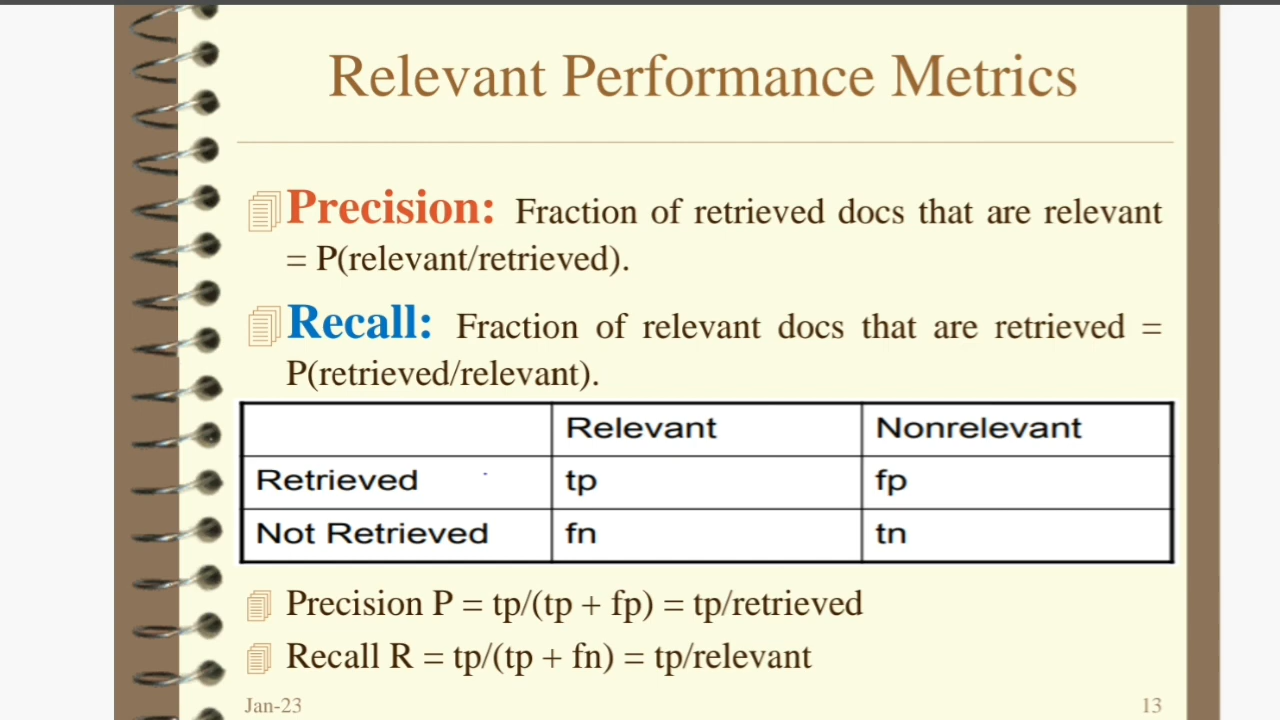 Relevant Performance Metrics
Precision: Fraction of retrieved docs that are relevant
= P(relevant/retrieved).
Recall: Fraction of relevant docs that are retrieved =
P(retrieved/relevant).
Relevant Nonrelevant
Retrieved tp fp
Not Retrieved fn tn
Precision P = tp/(tp + fp) = tp/retrieved
Recall R = tp/(tp + fn) = tp/relevant
Jan-23 13